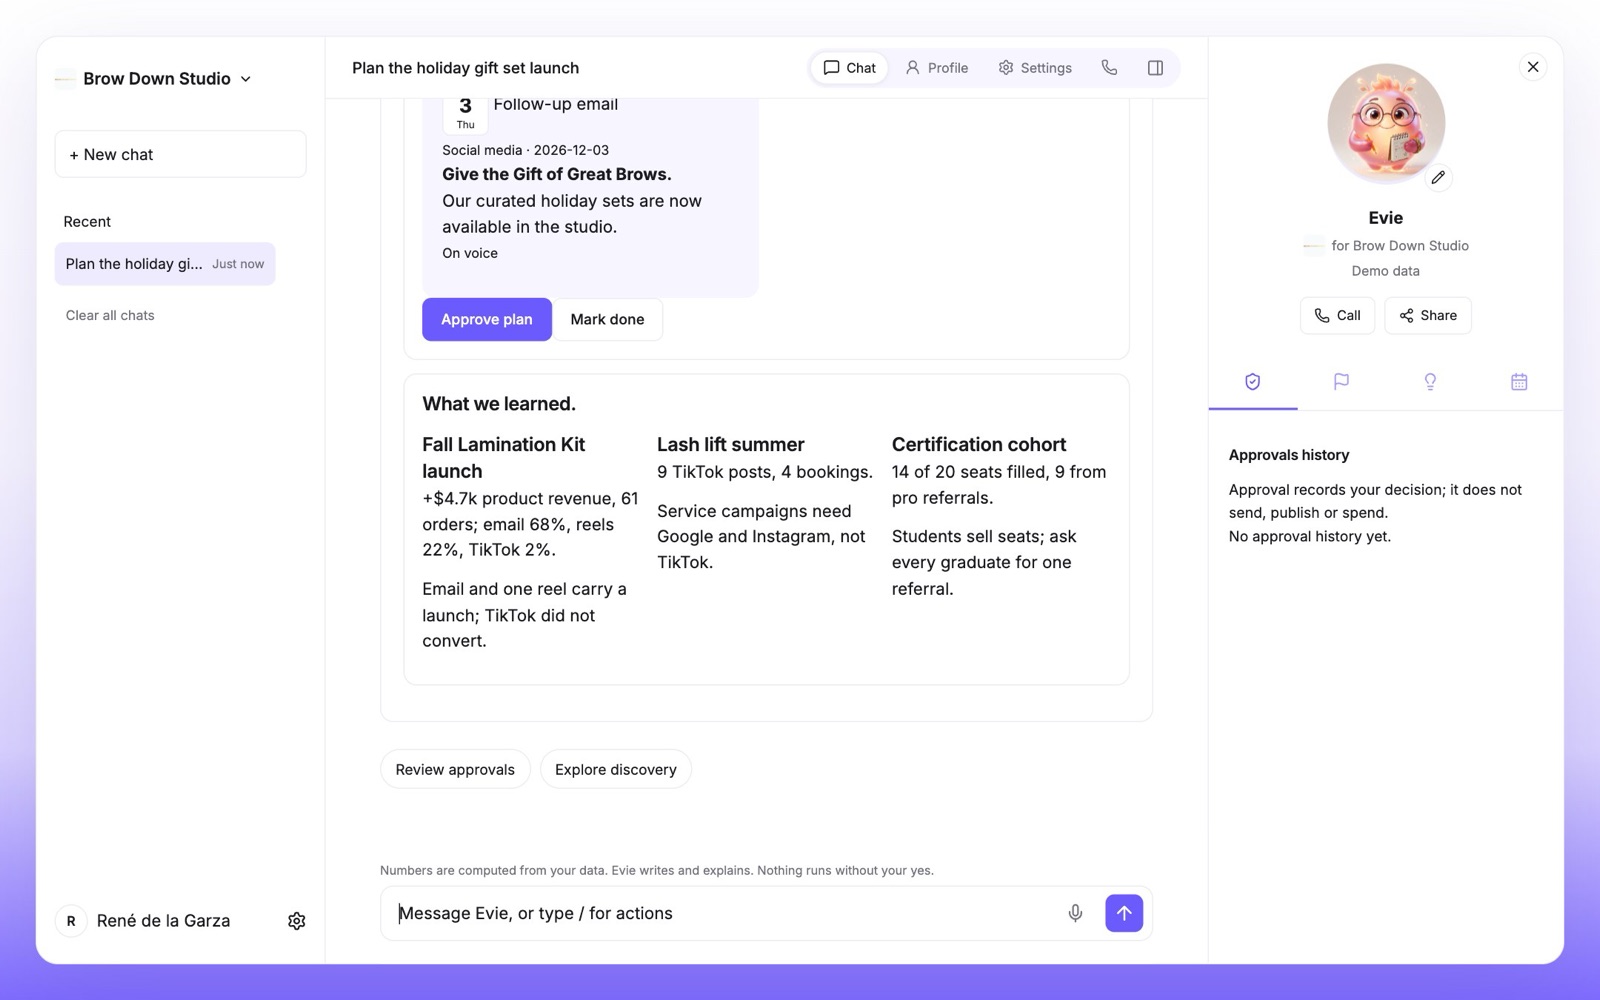 Brow Down Studio
+ New chat
Recent
Plan the holiday gi... Just now
Clear all chats
R René de la Garza
Plan the holiday gift set launch
Chat Profile Settings
3
Thu
Follow-up email
Social media · 2026-12-03
Give the Gift of Great Brows.
Our curated holiday sets are now
available in the studio.
On voice
Approve plan Mark done
What we learned.
Fall Lamination Kit
launch
+$4.7k product revenue, 61
orders; email 68%, reels
22%, TikTok 2%.
Email and one reel carry a
launch; TikTok did not
convert.
Lash lift summer
9 TikTok posts, 4 bookings.
Service campaigns need
Google and Instagram, not
TikTok.
Certification cohort
14 of 20 seats filled, 9 from
pro referrals.
Students sell seats; ask
every graduate for one
referral.
Review approvals Explore discovery
Numbers are computed from your data. Evie writes and explains. Nothing runs without your yes.
Message Evie, or type / for actions
Evie
for Brow Down Studio
Demo data
Call Share
Approvals history
Approval records your decision; it does not
send, publish or spend.
No approval history yet.